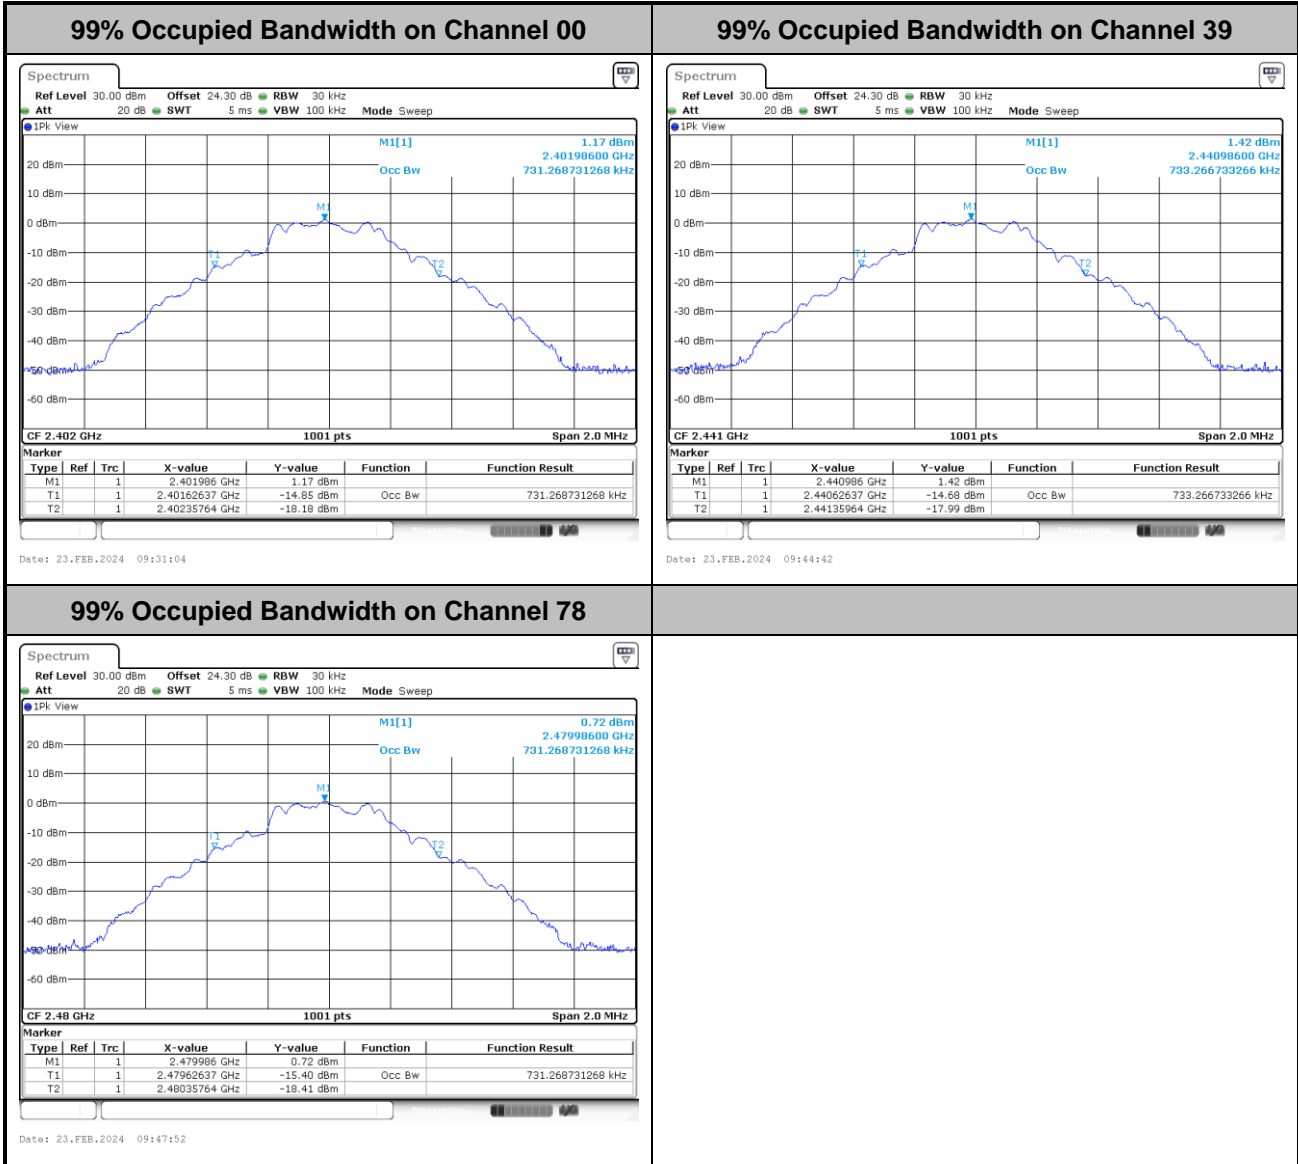 99% Occupied Bandwidth on Channel 00
Spectrum
Ref Level 30.00 dBm Offset 24.30 dB RBW 30 kHz
Att 20 dB SWT 5 ms VBW 100 kHz Mode Sweep
1Pk View
M1[1] 1.17 dBm
2.40198600 GHz
Occ Bw 731.268731268 kHz
20 dBm
10 dBm
M1
0 dBm
-10 dBm
T1
T2
-20 dBm
-30 dBm
-40 dBm
-50 dBm
-60 dBm
CF 2.402 GHz 1001 pts Span 2.0 MHz
Marker
Type Ref Trc X-value Y-value Function Function Result
M1 1 2.401986 GHz 1.17 dBm
T1 1 2.40162637 GHz -14.85 dBm Occ Bw 731.268731268 kHz
T2 1 2.40235764 GHz -18.18 dBm
Date: 23.FEB.2024 09:31:04
99% Occupied Bandwidth on Channel 39
Spectrum
Ref Level 30.00 dBm Offset 24.30 dB RBW 30 kHz
Att 20 dB SWT 5 ms VBW 100 kHz Mode Sweep
1Pk View
M1[1] 1.42 dBm
2.44098600 GHz
Occ Bw 733.266733266 kHz
20 dBm
10 dBm
M1
0 dBm
-10 dBm
T1
T2
-20 dBm
-30 dBm
-40 dBm
-50 dBm
-60 dBm
CF 2.441 GHz 1001 pts Span 2.0 MHz
Marker
Type Ref Trc X-value Y-value Function Function Result
M1 1 2.440986 GHz 1.42 dBm
T1 1 2.44062637 GHz -14.68 dBm Occ Bw 733.266733266 kHz
T2 1 2.44135964 GHz -17.99 dBm
Date: 23.FEB.2024 09:44:42
99% Occupied Bandwidth on Channel 78
Spectrum
Ref Level 30.00 dBm Offset 24.30 dB RBW 30 kHz
Att 20 dB SWT 5 ms VBW 100 kHz Mode Sweep
1Pk View
M1[1] 0.72 dBm
2.47998600 GHz
Occ Bw 731.268731268 kHz
20 dBm
10 dBm
M1
0 dBm
-10 dBm
T1
T2
-20 dBm
-30 dBm
-40 dBm
-50 dBm
-60 dBm
CF 2.48 GHz 1001 pts Span 2.0 MHz
Marker
Type Ref Trc X-value Y-value Function Function Result
M1 1 2.479986 GHz 0.72 dBm
T1 1 2.47962637 GHz -15.40 dBm Occ Bw 731.268731268 kHz
T2 1 2.48035764 GHz -18.41 dBm
Measuring...
Date: 23.FEB.2024 09:47:52